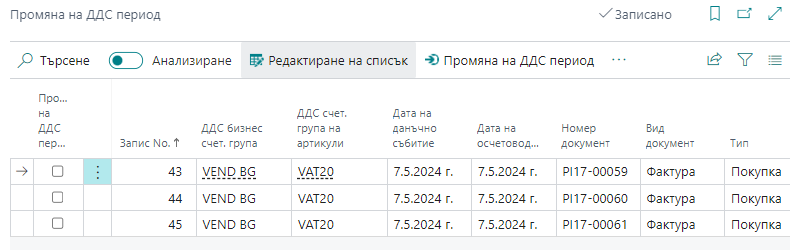 Промяна на ДДС период
Записано
Търсене
Анализиране
Редактиране на списък
Промяна на ДДС период
Про... на ДДС пер...
Запис No. ↑
ДДС бизнес счет. група
ДДС счет. група на артикули
Дата на данъчно събитие
Дата на осчетовод...
Номер документ
Вид документ
Тип
43 VEND BG VAT20 7.5.2024 г. 7.5.2024 г. PI17-00059 Фактура Покупка
44 VEND BG VAT20 7.5.2024 г. 7.5.2024 г. PI17-00060 Фактура Покупка
45 VEND BG VAT20 7.5.2024 г. 7.5.2024 г. PI17-00061 Фактура Покупка